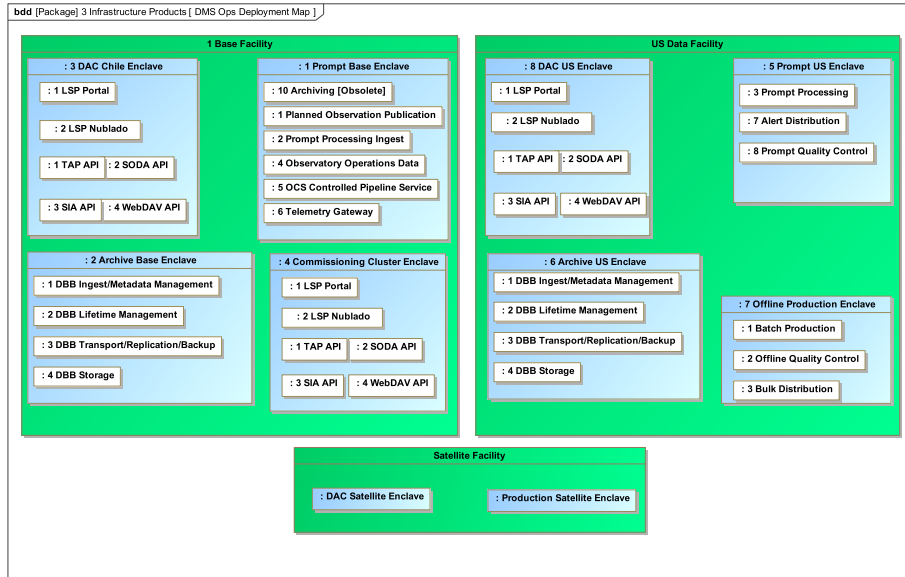 bdd [Package] 3 Infrastructure Products [ DMS Ops Deployment Map ]
1 Base Facility
: 3 DAC Chile Enclave
: 1 LSP Portal
: 2 LSP Nublado
: 1 TAP API
: 2 SODA API
: 3 SIA API
: 4 WebDAV API
: 1 Prompt Base Enclave
: 10 Archiving [Obsolete]
: 1 Planned Observation Publication
: 2 Prompt Processing Ingest
: 4 Observatory Operations Data
: 5 OCS Controlled Pipeline Service
: 6 Telemetry Gateway
: 2 Archive Base Enclave
: 1 DBB Ingest/Metadata Management
: 2 DBB Lifetime Management
: 3 DBB Transport/Replication/Backup
: 4 DBB Storage
: 4 Commissioning Cluster Enclave
: 1 LSP Portal
: 2 LSP Nublado
: 1 TAP API
: 2 SODA API
: 3 SIA API
: 4 WebDAV API
US Data Facility
: 8 DAC US Enclave
: 1 LSP Portal
: 2 LSP Nublado
: 1 TAP API
: 2 SODA API
: 3 SIA API
: 4 WebDAV API
: 5 Prompt US Enclave
: 3 Prompt Processing
: 7 Alert Distribution
: 8 Prompt Quality Control
: 6 Archive US Enclave
: 1 DBB Ingest/Metadata Management
: 2 DBB Lifetime Management
: 3 DBB Transport/Replication/Backup
: 4 DBB Storage
: 7 Offline Production Enclave
: 1 Batch Production
: 2 Offline Quality Control
: 3 Bulk Distribution
Satellite Facility
: DAC Satellite Enclave
: Production Satellite Enclave